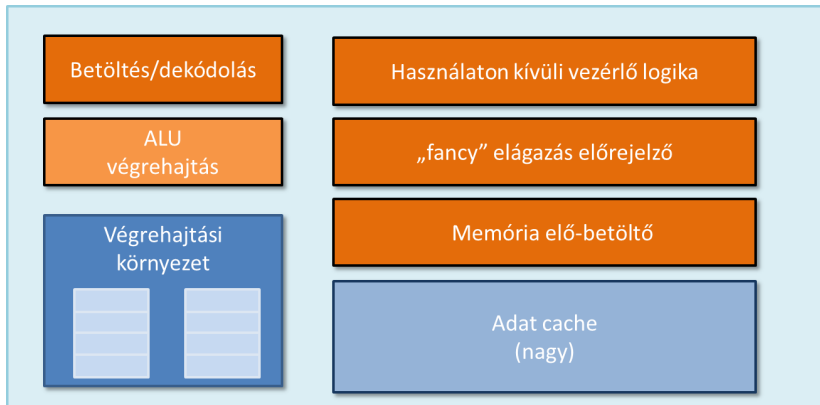 Betöltés/dekódolás
ALU
végrehajtás
Végrehajtási
környezet
Használaton kívüli vezérlő logika
„fancy” elágazás előrejelző
Memória elő-betöltő
Adat cache
(nagy)